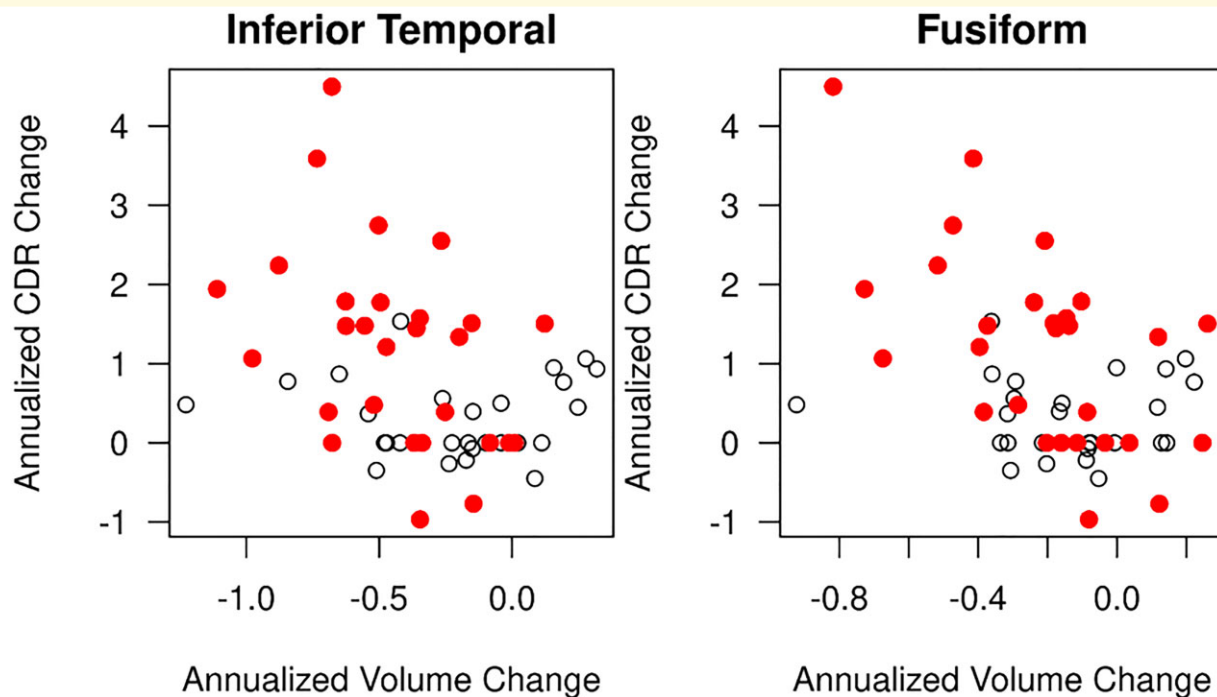 Inferior Temporal
Annualized CDR Change
4
3
2
1
0
-1
-1.0 -0.5 0.0
Annualized Volume Change
Fusiform
Annualized CDR Change
4
3
2
1
0
-1
-0.8 -0.4 0.0
Annualized Volume Change